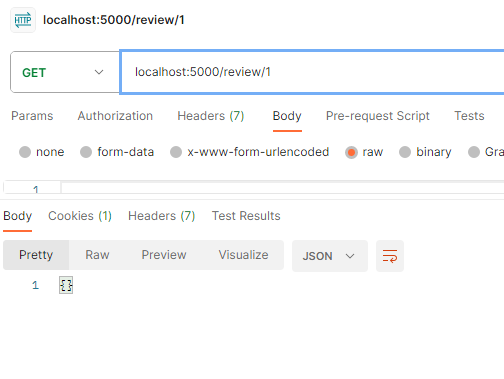 HTTP localhost:5000/review/1
GET localhost:5000/review/1
Params Authorization Headers (7) Body Pre-request Script Tests
none form-data x-www-form-urlencoded raw binary Gra
1
Body Cookies (1) Headers (7) Test Results
Pretty Raw Preview Visualize JSON
1 {}